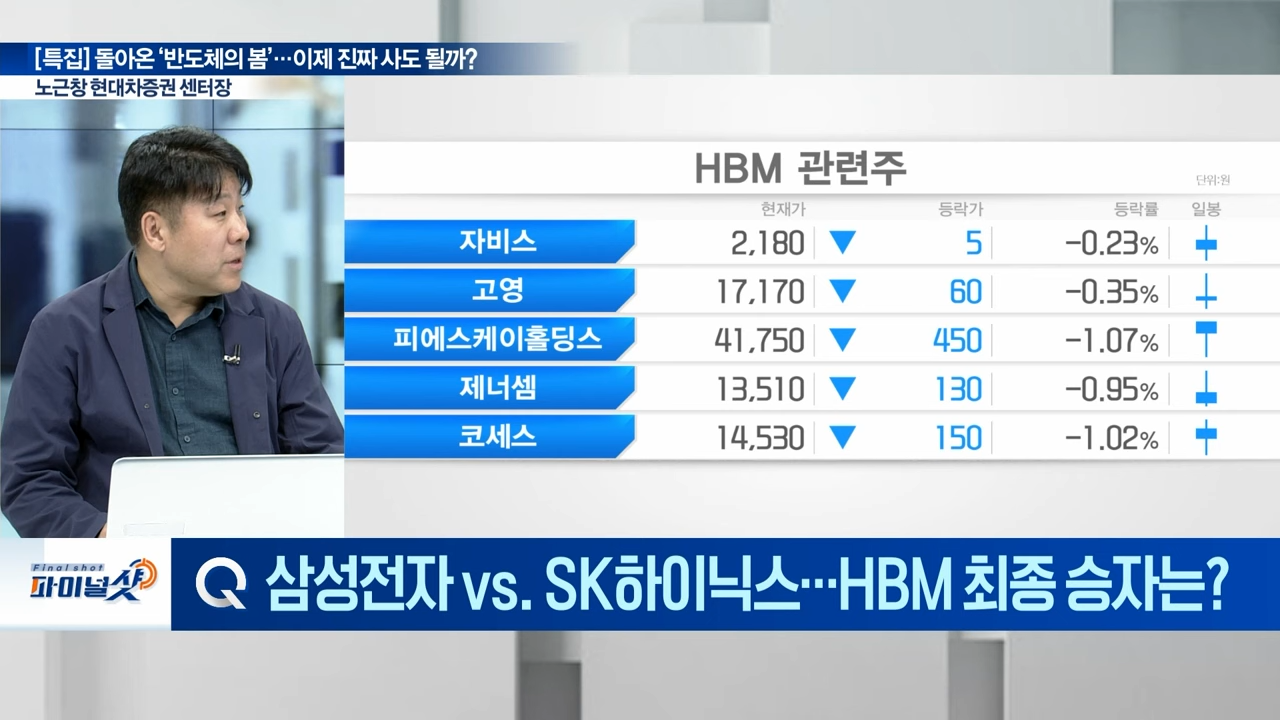 [특집] 돌아온 ‘반도체의 봄’…이제 진짜 사도 될까?
노근창 현대차증권 센터장
HBM 관련주
단위:원
현재가 등락가 등락률 일봉
자비스 2,180 ▼ 5 -0.23%
고영 17,170 ▼ 60 -0.35%
피에스케이홀딩스 41,750 ▼ 450 -1.07%
제너셈 13,510 ▼ 130 -0.95%
코세스 14,530 ▼ 150 -1.02%
Final shot
파이널샷
Q 삼성전자 vs. SK하이닉스…HBM 최종 승자는?